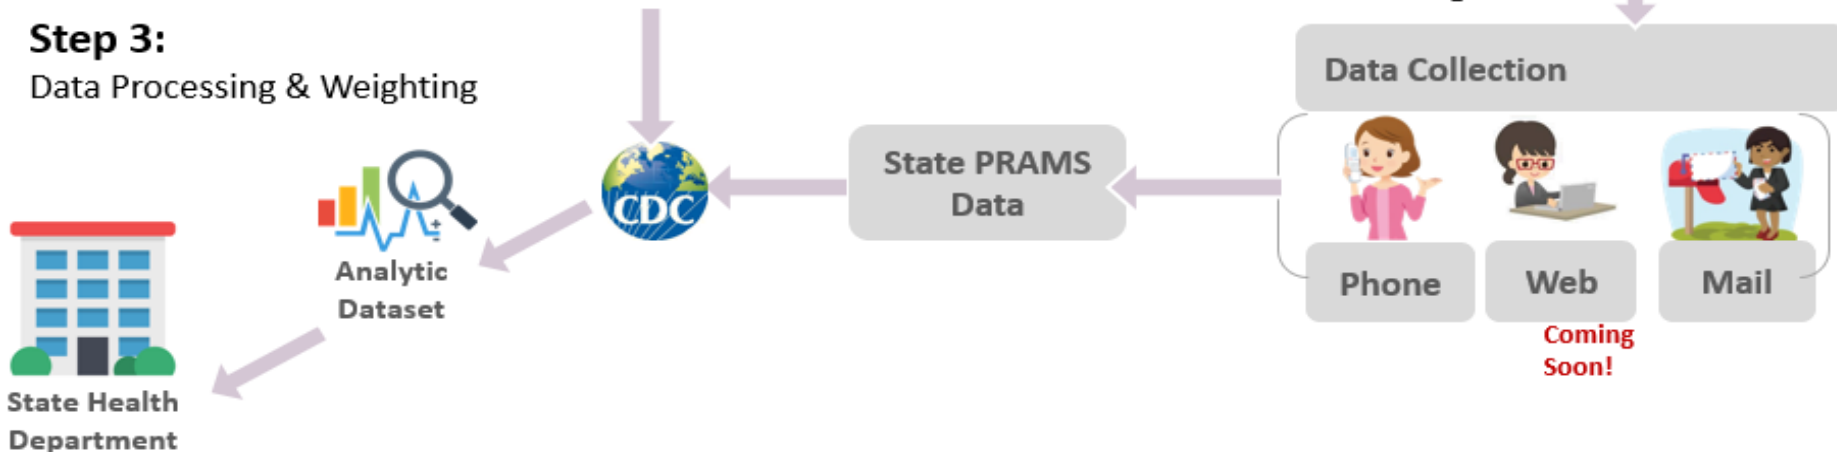 Step 3:
Data Processing & Weighting
Data Collection
State PRAMS
Data
CDC
Analytic
Dataset
Phone
Web
Mail
Coming
Soon!
State Health
Department